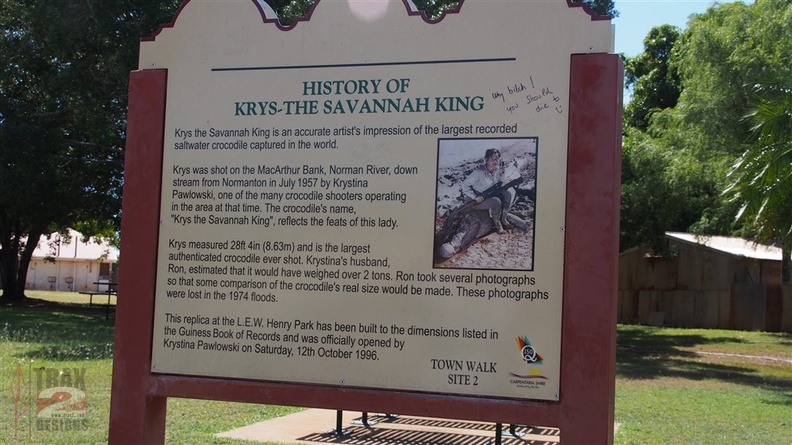 HISTORY OF
KRYS-THE SAVANNAH KING
why bitch!
you should
die
Krys the Savannah King is an accurate artist's impression of the largest recorded
saltwater crocodile captured in the world.
Krys was shot on the MacArthur Bank, Norman River, down
stream from Normanton in July 1957 by Krystina
Pawlowski, one of the many crocodile shooters operating
in the area at that time. The crocodile's name,
"Krys the Savannah King", reflects the feats of this lady.
Krys measured 28ft 4in (8.63m) and is the largest
authenticated crocodile ever shot. Krystina's husband,
Ron, estimated that it would have weighed over 2 tons. Ron took several photographs
so that some comparison of the crocodile's real size would be made. These photographs
were lost in the 1974 floods.
This replica at the L.E.W. Henry Park has been built to the dimensions listed in
the Guiness Book of Records and was officially opened by
Krystina Pawlowski on Saturday, 12th October 1996.
TOWN WALK
SITE 2
CARPENTARIA SHIRE
TRAX
2
DESIGNS